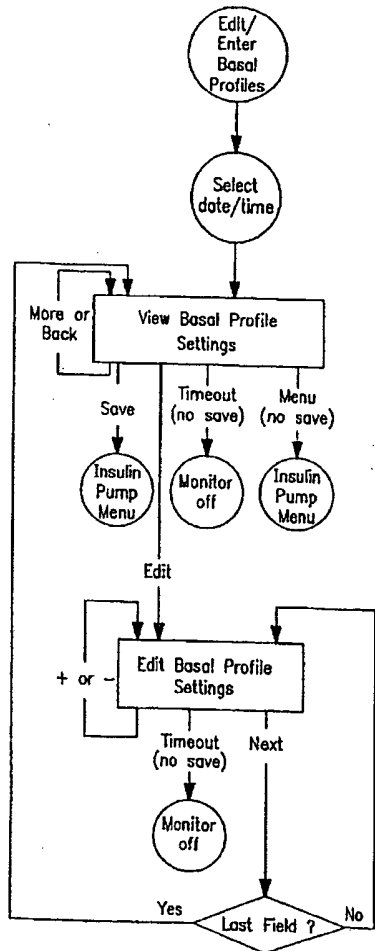 Edit/
Enter
Basal
Profiles
Select
date/time
More or
Back
View Basal Profile
Settings
Save
Timeout
(no save)
Menu
(no save)
Insulin
Pump
Menu
Monitor
off
Insulin
Pump
Menu
Edit
+ or -
Edit Basal Profile
Settings
Timeout
(no save)
Next
Monitor
off
Yes
Last Field ?
No